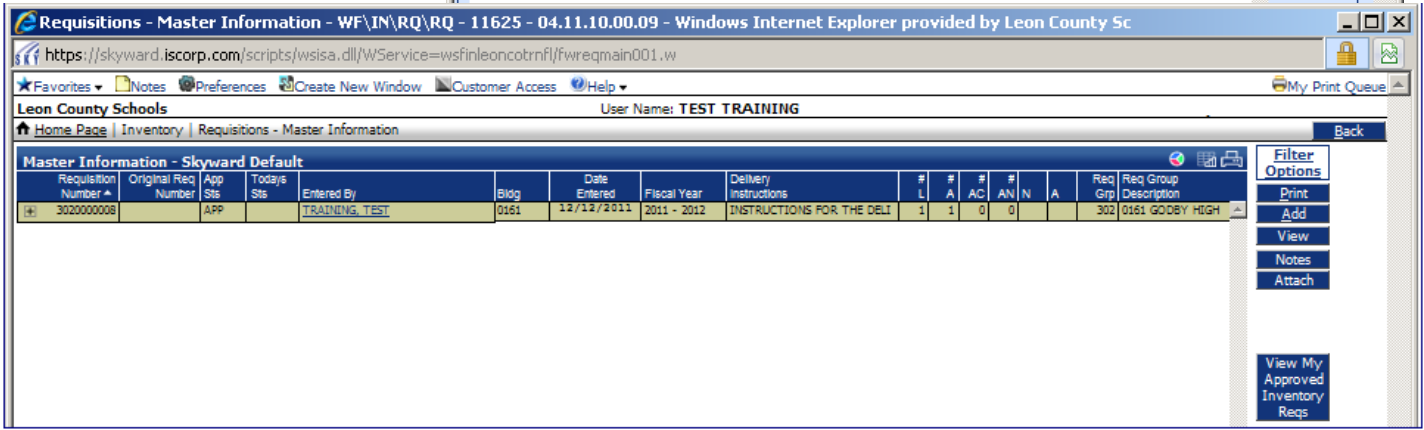 Requisitions - Master Information - WF\IN\RQ\RQ - 11625 - 04.11.10.00.09 - Windows Internet Explorer provided by Leon County Sc
https://skyward.iscorp.com/scripts/wsisa.dll/WService=wsfinleoncotrnfl/fwreqmain001.w
Favorites Notes Preferences Create New Window Customer Access Help My Print Queue
Leon County Schools User Name: TEST TRAINING
Home Page | Inventory | Requisitions - Master Information Back
Master Information - Skyward Default
Requisition Original Req App Todays Date Delivery # # # # Req Req Group
Number Number Sts Sts Entered By Bldg Entered Fiscal Year Instructions L A AC AN N A Grp Description
3020000008 APP TRAINING, TEST 0161 12/12/2011 2011 - 2012 INSTRUCTIONS FOR THE DELI 1 1 0 0 302 0161 GODBY HIGH
Filter
Options
Print
Add
View
Notes
Attach
View My
Approved
Inventory
Reqs